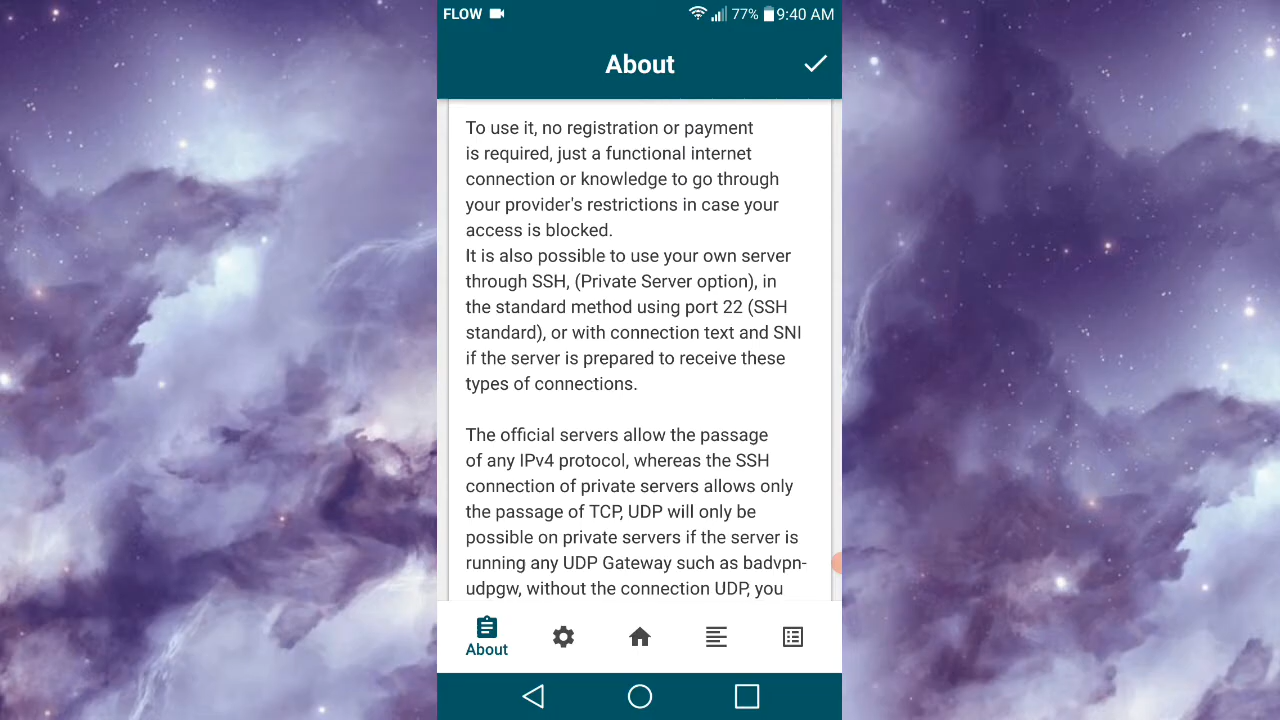 FLOW 77% 9:40 AM
About
To use it, no registration or payment
is required, just a functional internet
connection or knowledge to go through
your provider's restrictions in case your
access is blocked.
It is also possible to use your own server
through SSH, (Private Server option), in
the standard method using port 22 (SSH
standard), or with connection text and SNI
if the server is prepared to receive these
types of connections.
The official servers allow the passage
of any IPv4 protocol, whereas the SSH
connection of private servers allows only
the passage of TCP, UDP will only be
possible on private servers if the server is
running any UDP Gateway such as badvpn-
udpgw, without the connection UDP, you
About